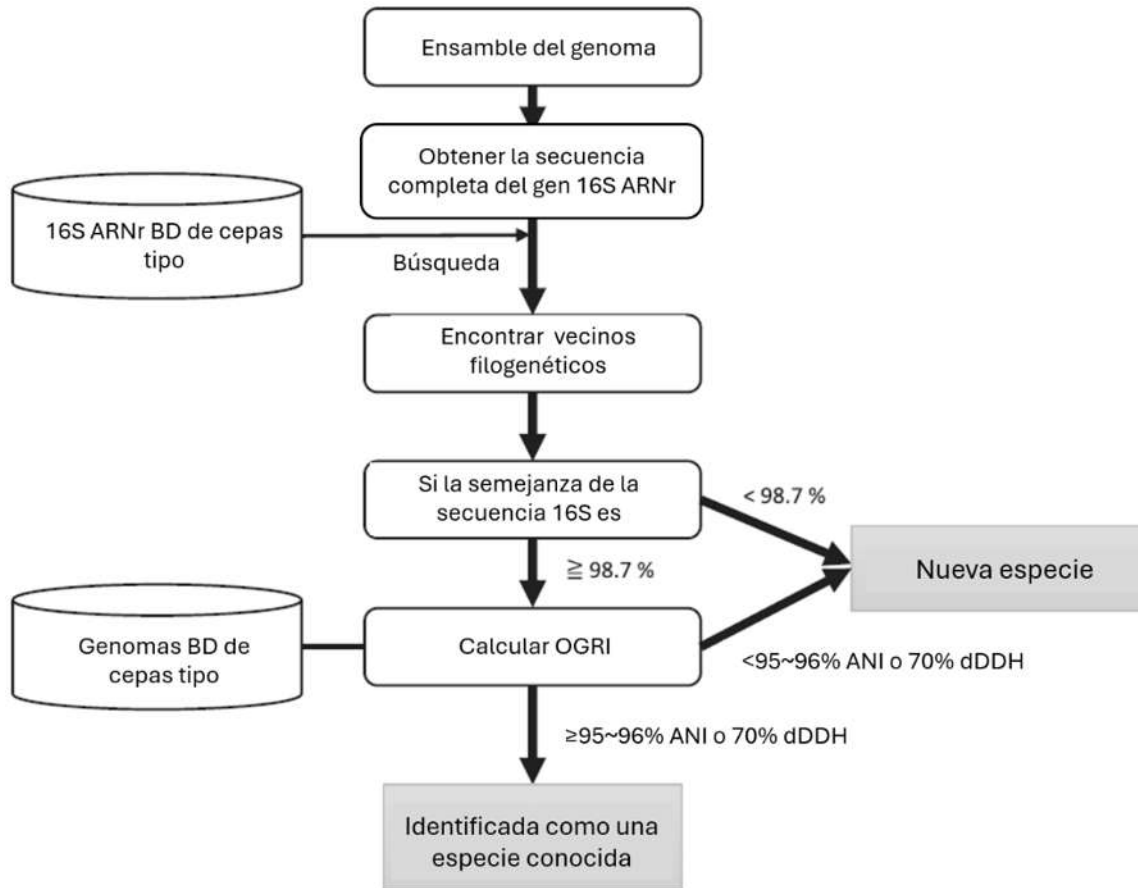 Ensamble del genoma
Obtener la secuencia
completa del gen 16S ARNr
16S ARNr BD de cepas
tipo
Búsqueda
Encontrar vecinos
filogenéticos
Si la semejanza de la
secuencia 16S es
< 98.7 %
≧ 98.7 %
Nueva especie
Genomas BD de
cepas tipo
Calcular OGRI
<95~96% ANI o 70% dDDH
≥95~96% ANI o 70% dDDH
Identificada como una
especie conocida